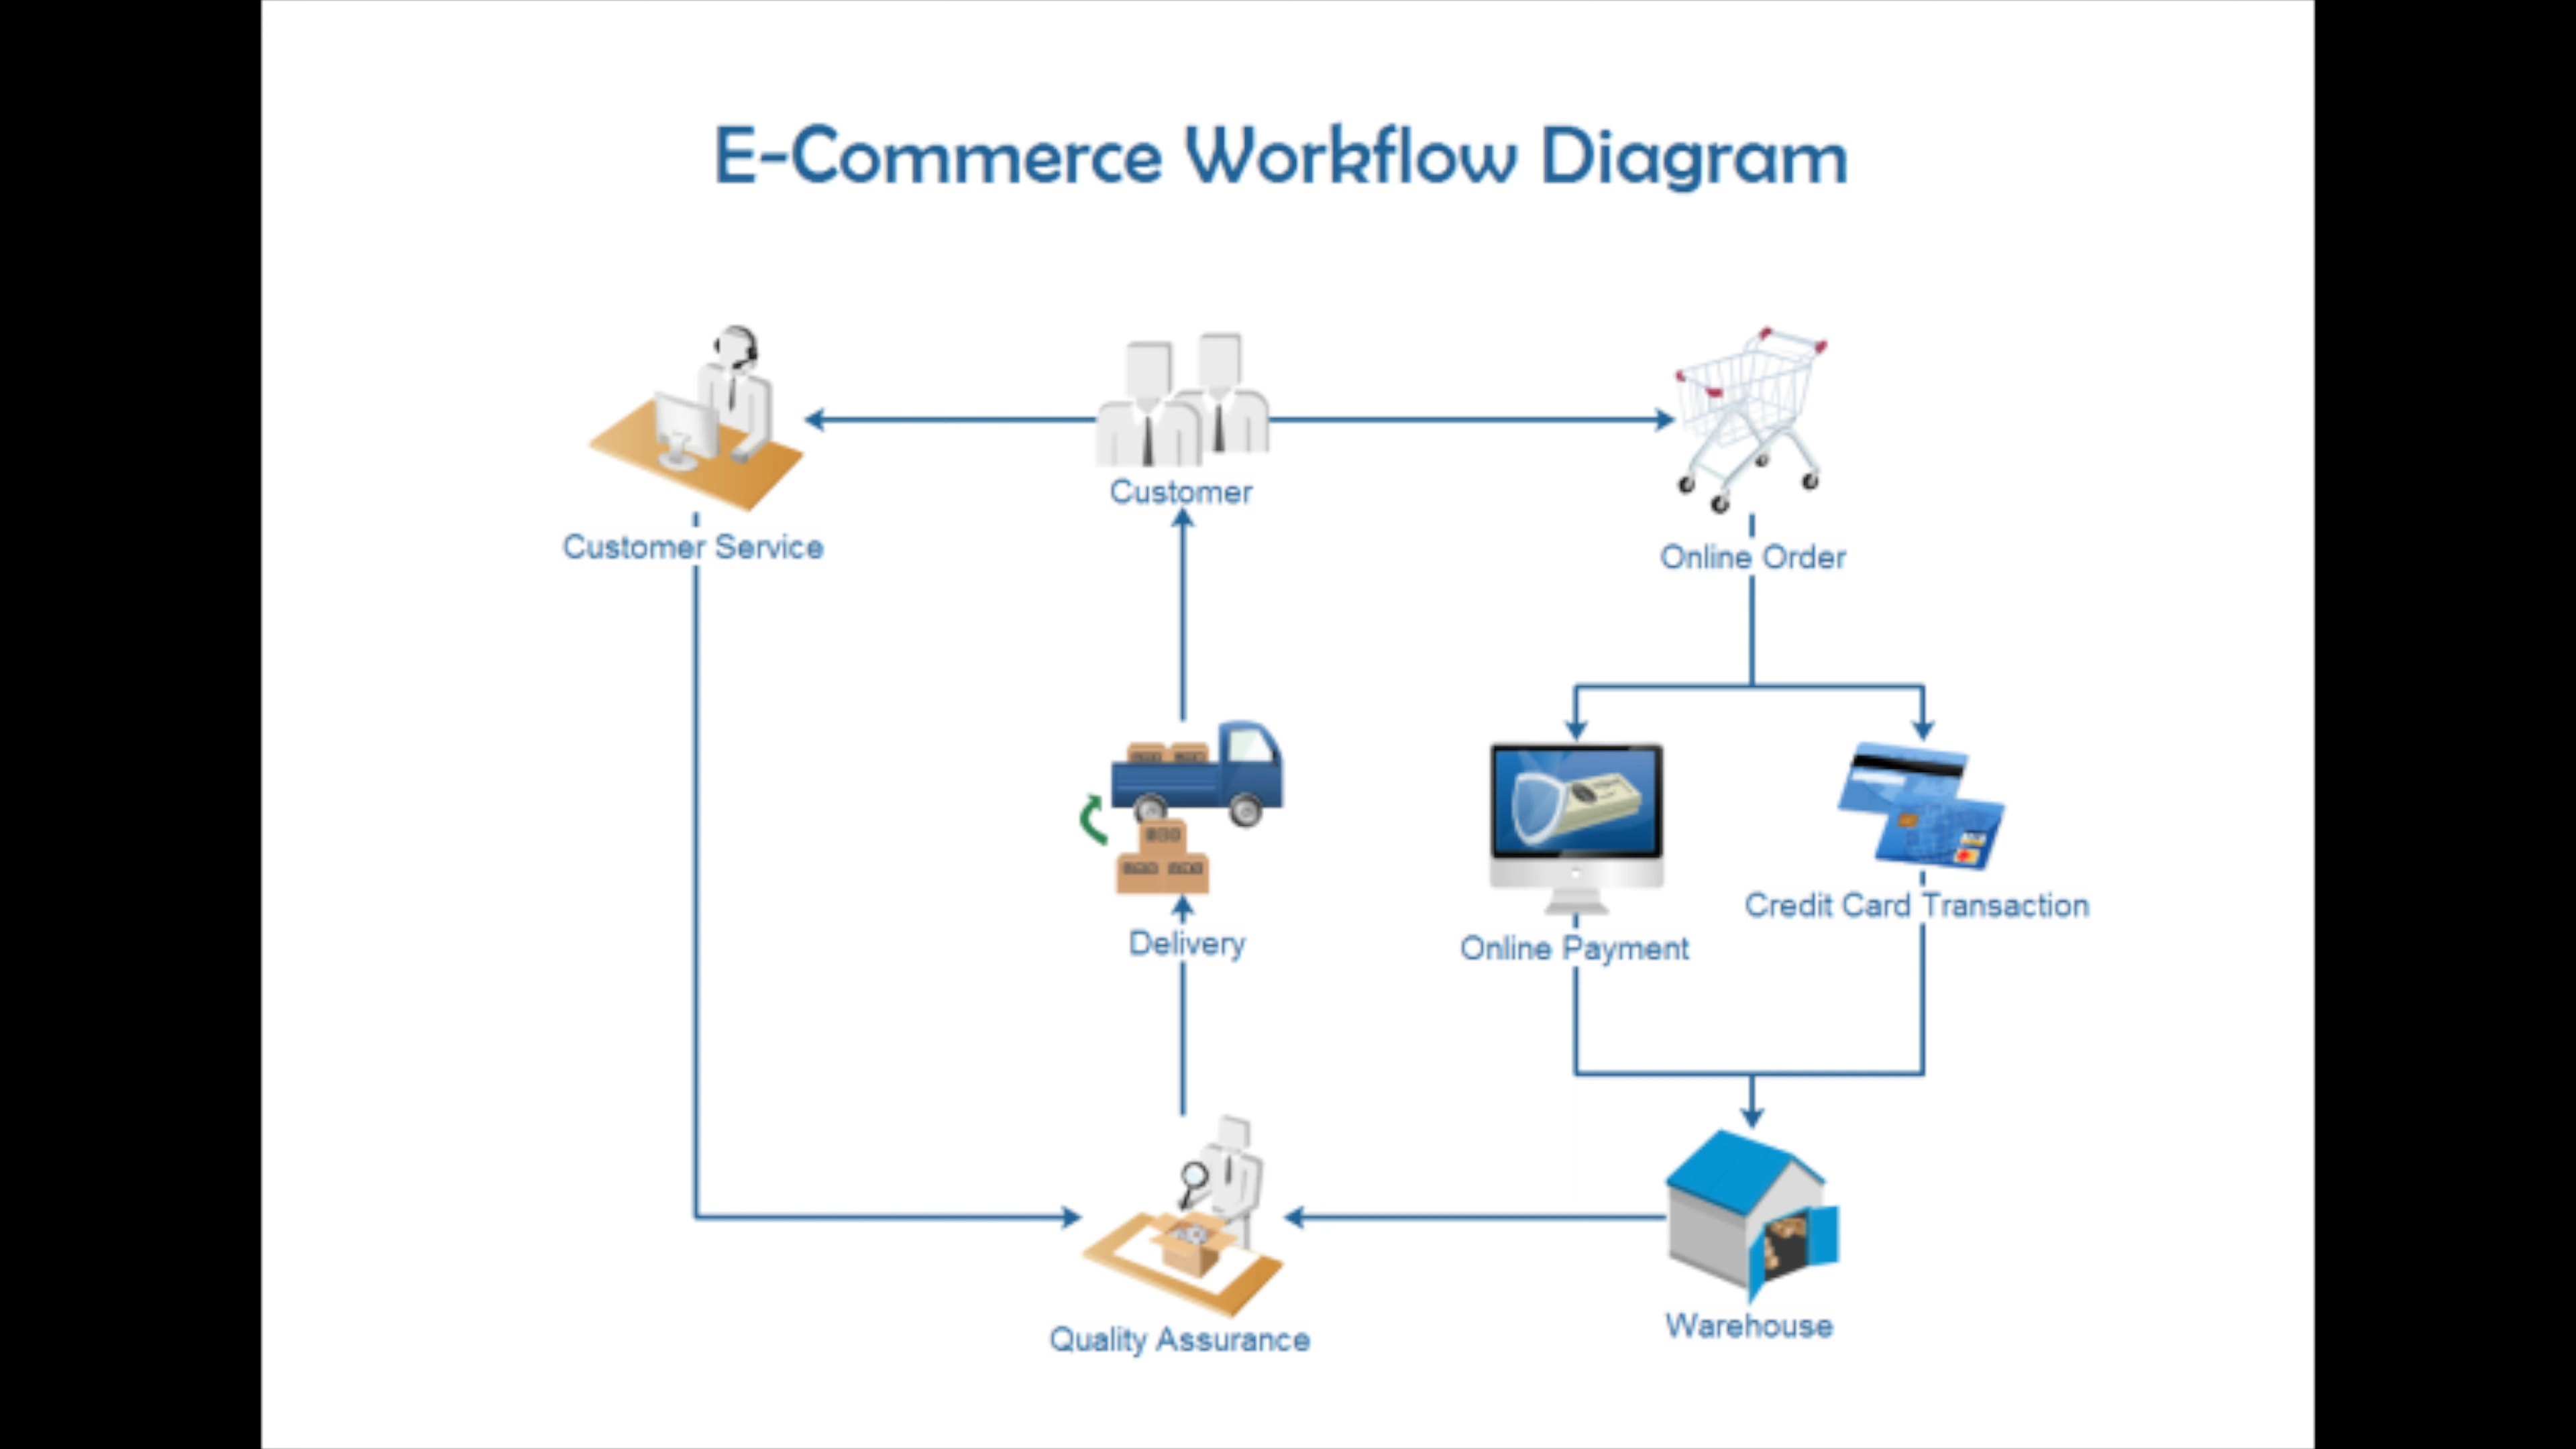 E-Commerce Workflow Diagram
Customer
Customer Service
Online Order
Credit Card Transaction
Delivery
Online Payment
Warehouse
Quality Assurance